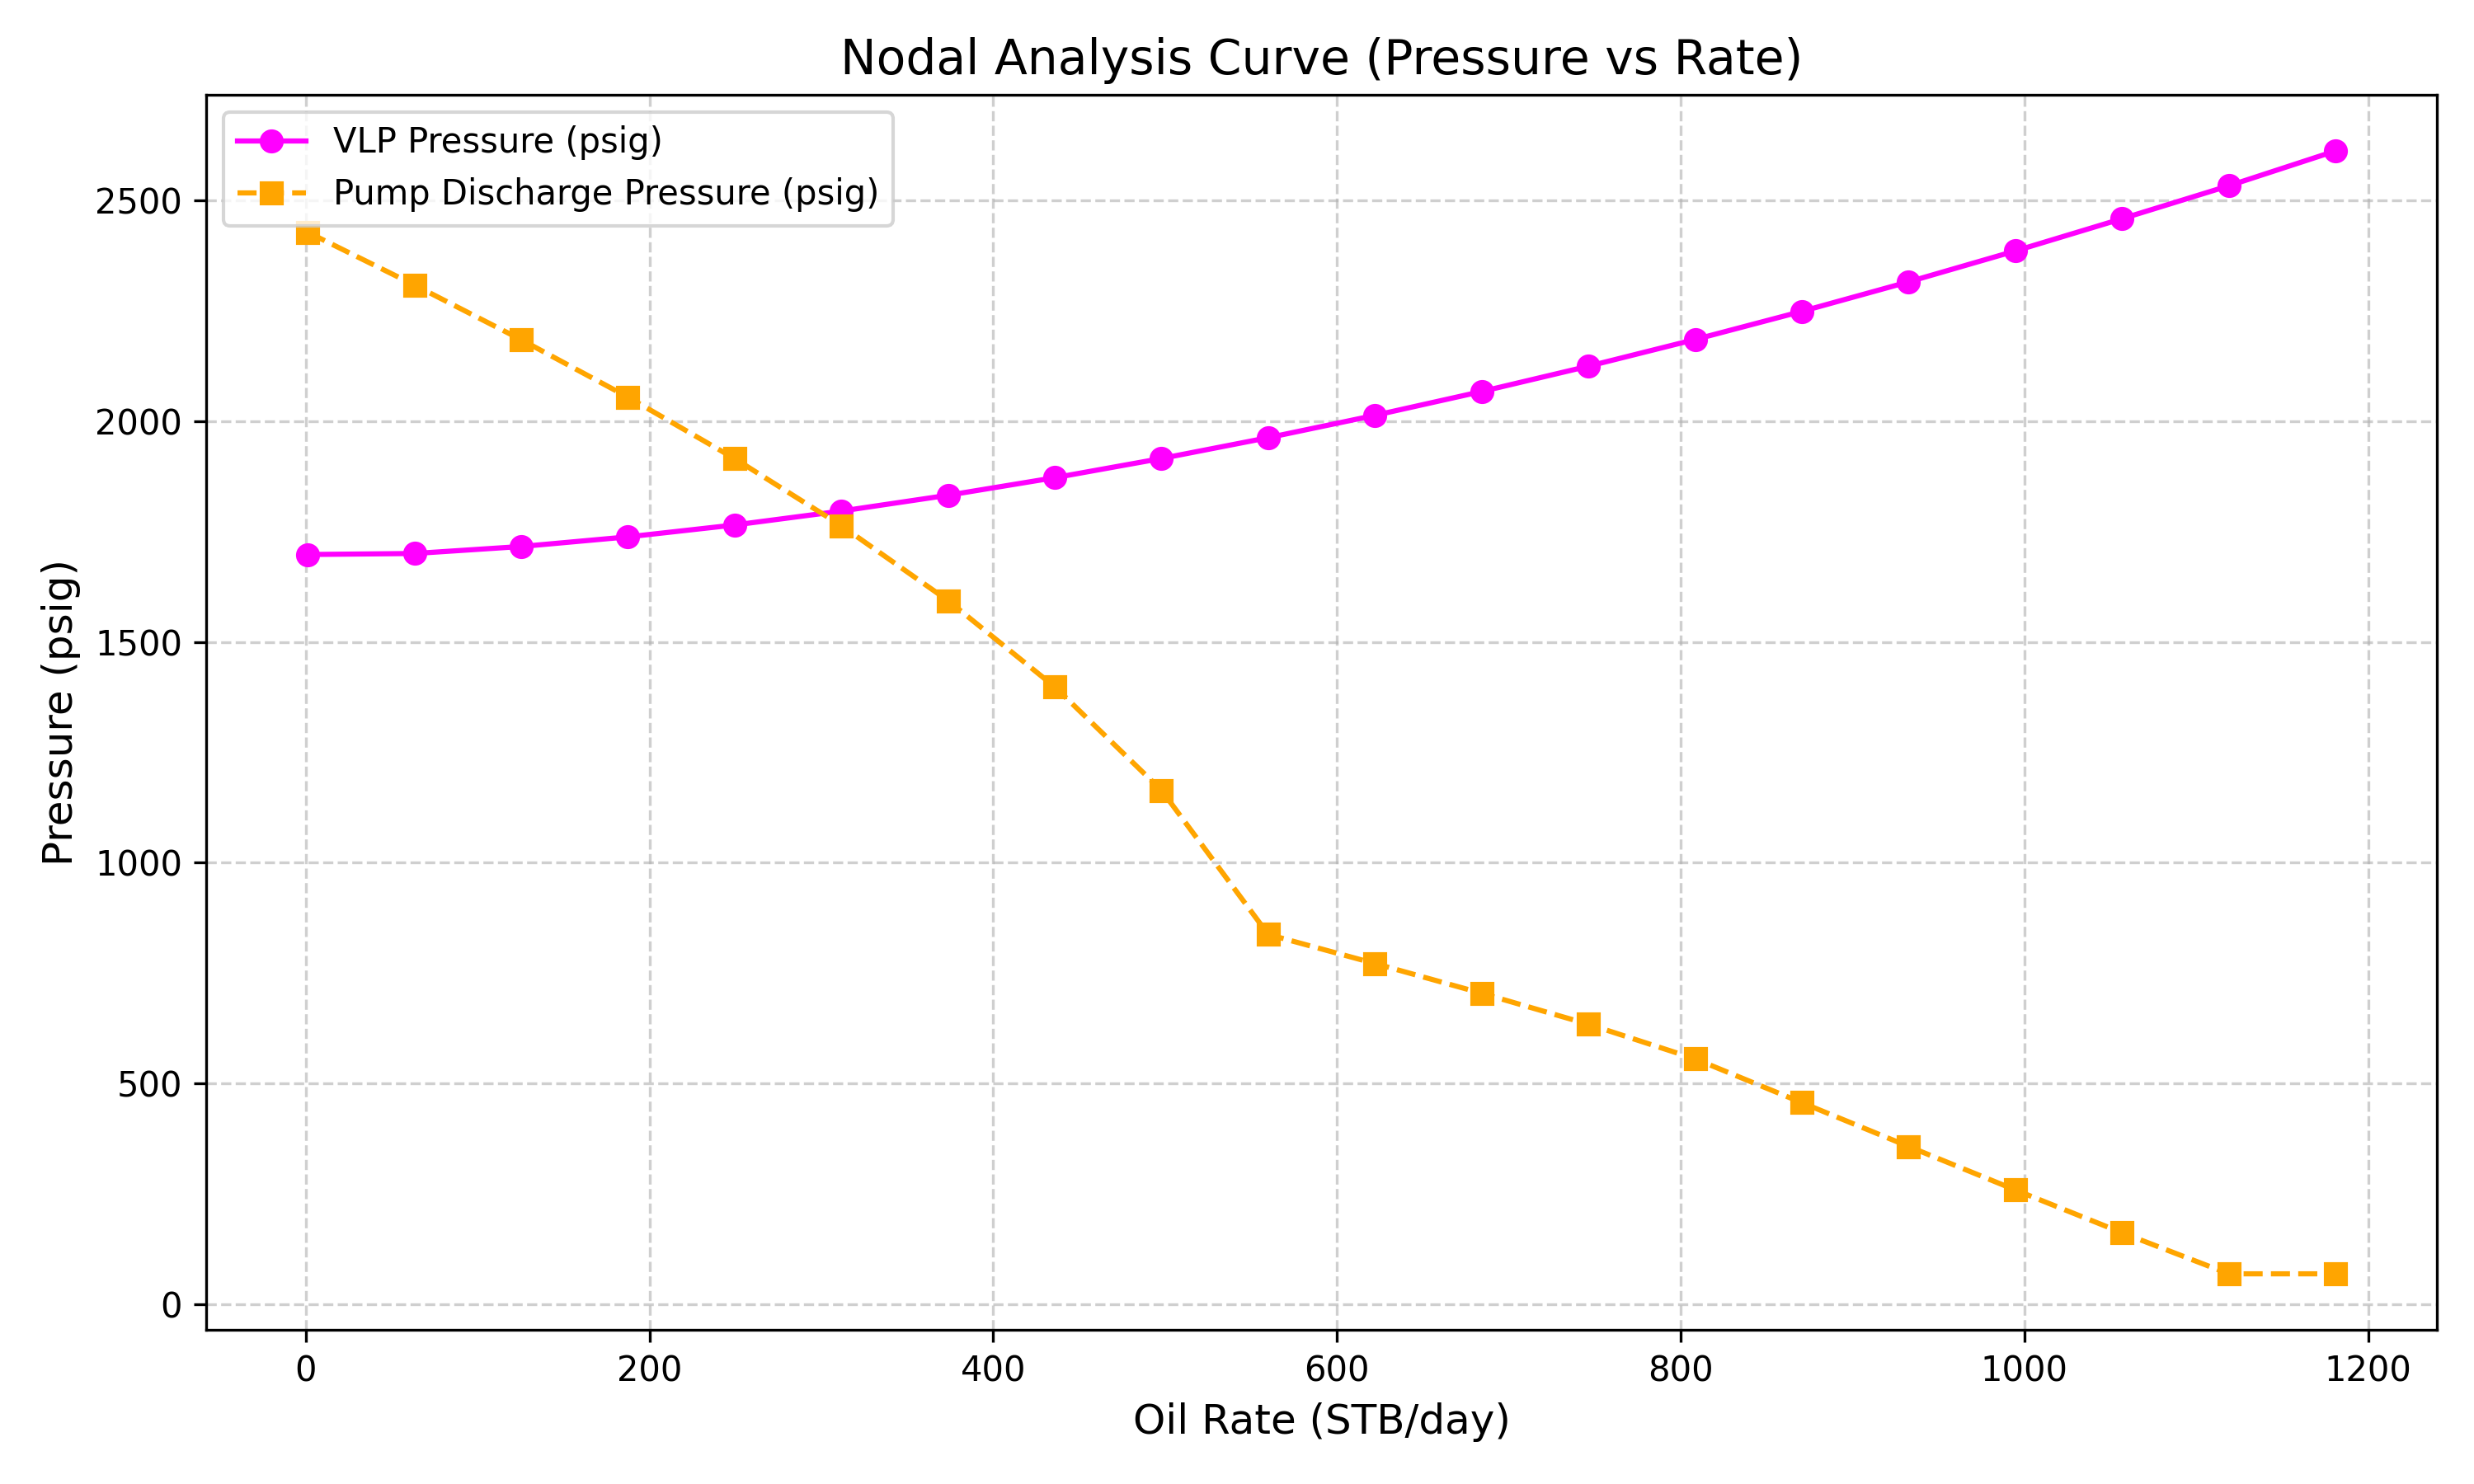 Nodal Analysis Curve (Pressure vs Rate)
VLP Pressure (psig)
Pump Discharge Pressure (psig)
Pressure (psig)
2500
2000
1500
1000
500
0
0 200 400 600 800 1000 1200
Oil Rate (STB/day)